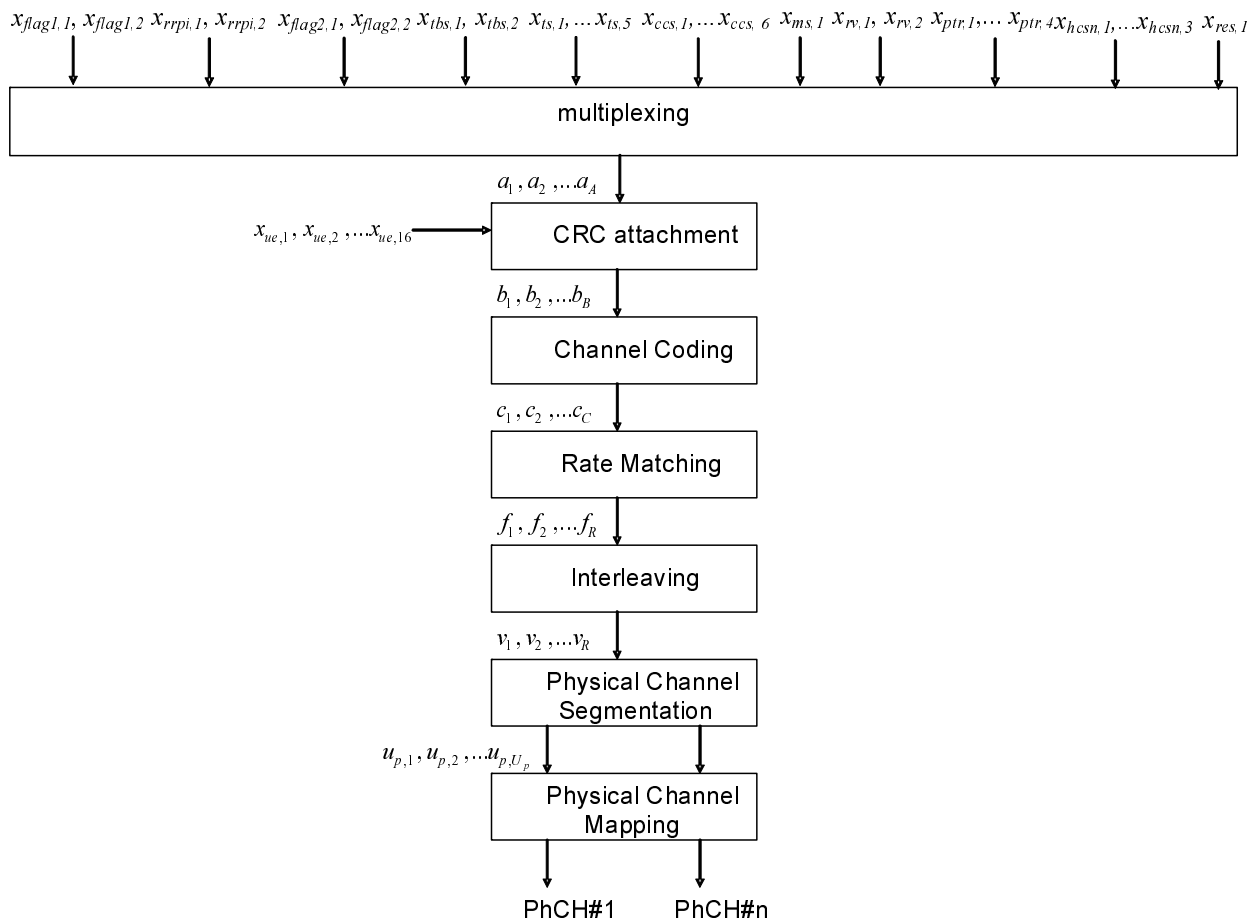 x_flag1,1, x_flag1,2 x_rrpi,1, x_rrpi,2 x_flag2,1, x_flag2,2 x_tbs,1, x_tbs,2 x_ts,1,... x_ts,5 x_ccs,1,... x_ccs,6 x_ms,1 x_rv,1, x_rv,2 x_ptr,1,... x_ptr,4 x_hcsn,1,...x_hcsn,3 x_res,1
multiplexing
a_1, a_2,...a_A
x_ue,1, x_ue,2,...x_ue,16
CRC attachment
b_1, b_2,...b_B
Channel Coding
c_1, c_2,...c_C
Rate Matching
f_1, f_2,...f_R
Interleaving
v_1, v_2,...v_R
Physical Channel
Segmentation
u_p,1, u_p,2,...u_p,U_p
Physical Channel
Mapping
PhCH#1 PhCH#n